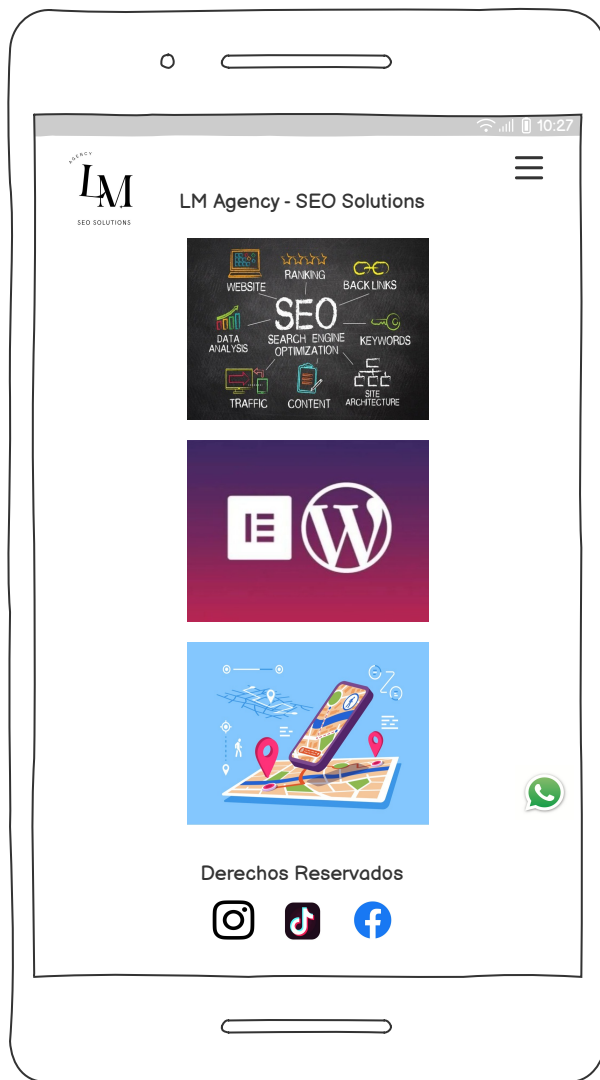 10:27
AGENCY
LM
SEO SOLUTIONS
LM Agency - SEO Solutions
WEBSITE
RANKING
BACK LINKS
SEO
SEARCH ENGINE
OPTIMIZATION
DATA
ANALYSIS
KEYWORDS
TRAFFIC
CONTENT
SITE
ARCHITECTURE
Derechos Reservados